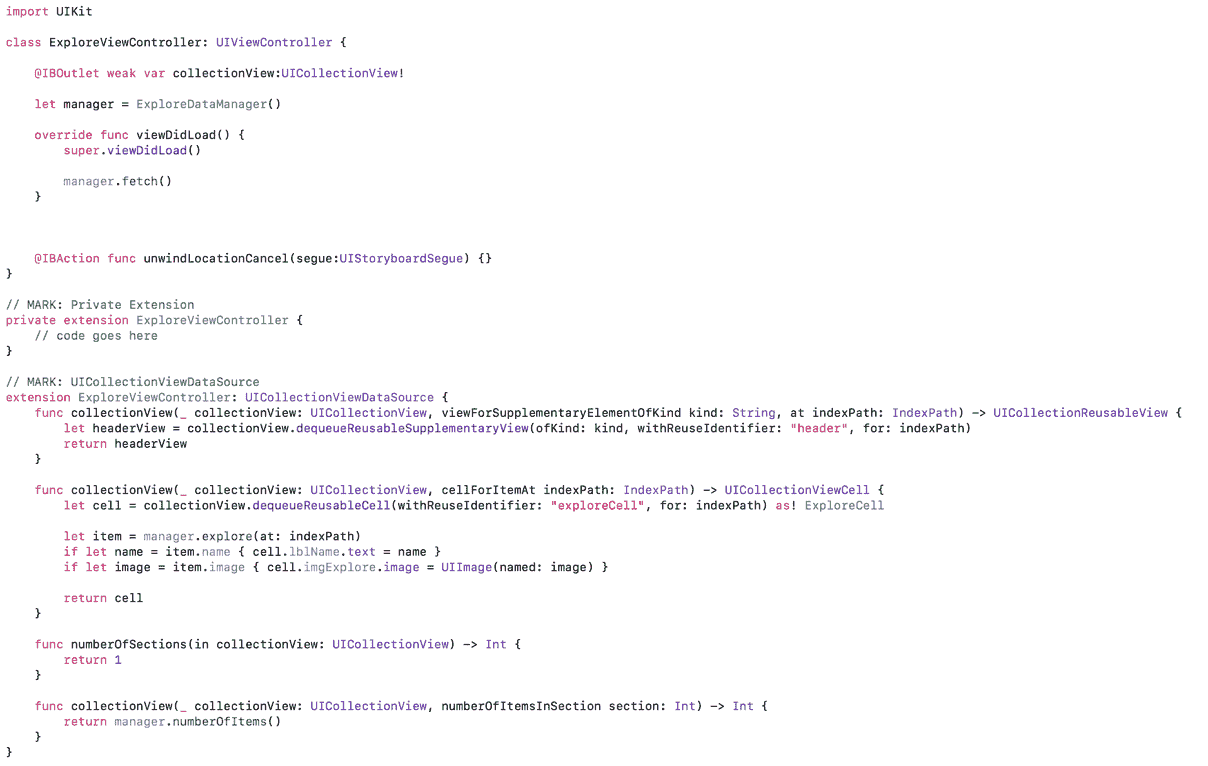 import UIKit
class ExploreViewController: UIViewController {
@IBOutlet weak var collectionView:UICollectionView!
let manager = ExploreDataManager()
override func viewDidLoad() {
super.viewDidLoad()
manager.fetch()
}
@IBAction func unwindLocationCancel(segue:UIStoryboardSegue) {}
}
// MARK: Private Extension
private extension ExploreViewController {
// code goes here
}
// MARK: UICollectionViewDataSource
extension ExploreViewController: UICollectionViewDataSource {
func collectionView(_ collectionView: UICollectionView, viewForSupplementaryElementOfKind kind: String, at indexPath: IndexPath) -> UICollectionReusableView {
let headerView = collectionView.dequeueReusableSupplementaryView(ofKind: kind, withReuseIdentifier: "header", for: indexPath)
return headerView
}
func collectionView(_ collectionView: UICollectionView, cellForItemAt indexPath: IndexPath) -> UICollectionViewCell {
let cell = collectionView.dequeueReusableCell(withReuseIdentifier: "exploreCell", for: indexPath) as! ExploreCell
let item = manager.explore(at: indexPath)
if let name = item.name { cell.lblName.text = name }
if let image = item.image { cell.imgExplore.image = UIImage(named: image) }
return cell
}
func numberOfSections(in collectionView: UICollectionView) -> Int {
return 1
}
func collectionView(_ collectionView: UICollectionView, numberOfItemsInSection section: Int) -> Int {
return manager.numberOfItems()
}
}